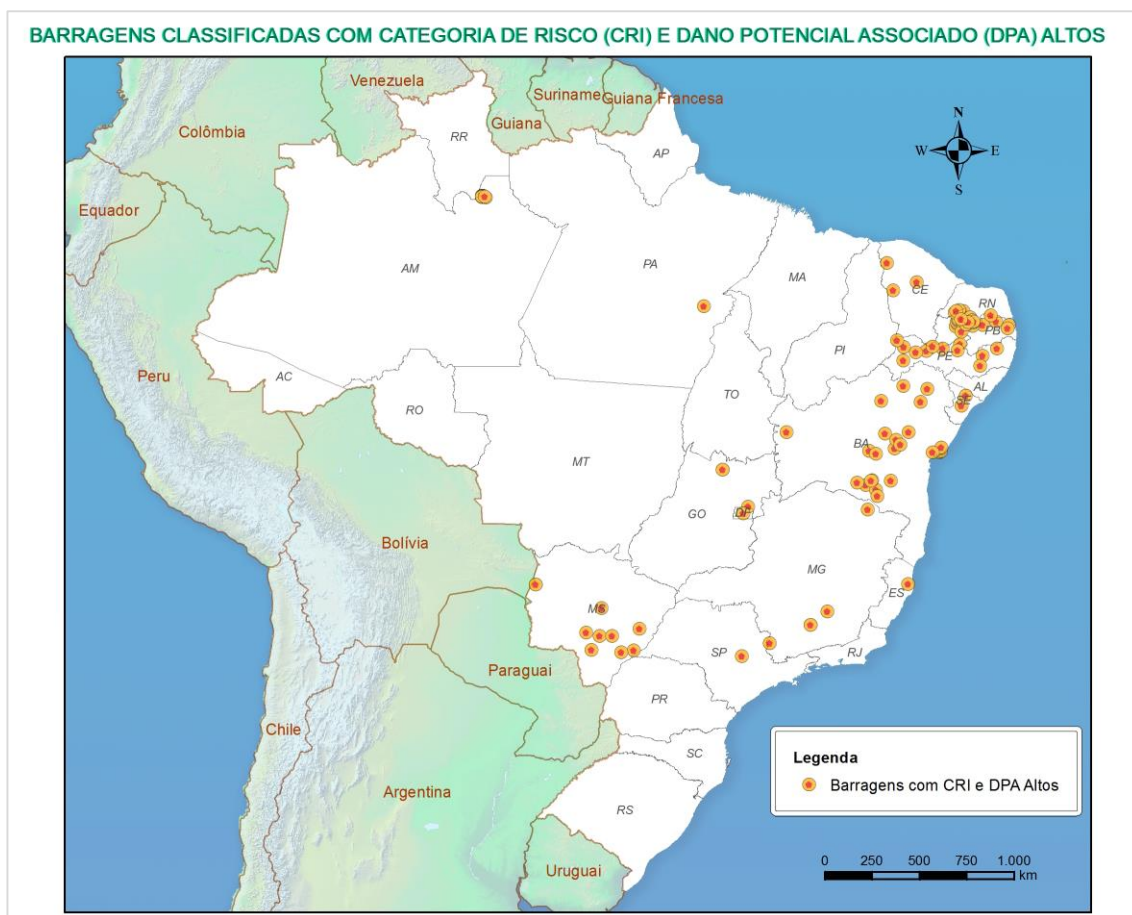 BARRAGENS CLASSIFICADAS COM CATEGORIA DE RISCO (CRI) E DANO POTENCIAL ASSOCIADO (DPA) ALTOS
Venezuela
Suriname
Guiana Francesa
Colômbia
Guiana
RR
AP
N
W
E
S
Equador
AM
PA
MA
CE
RN
PB
PI
PE
Peru
AC
TO
AL
SE
RO
BA
MT
GO
DF
Bolívia
MG
MS
ES
Paraguai
SP
RJ
PR
Chile
SC
Legenda
Barragens com CRI e DPA Altos
Argentina
RS
Uruguai
0 250 500 750 1.000
km